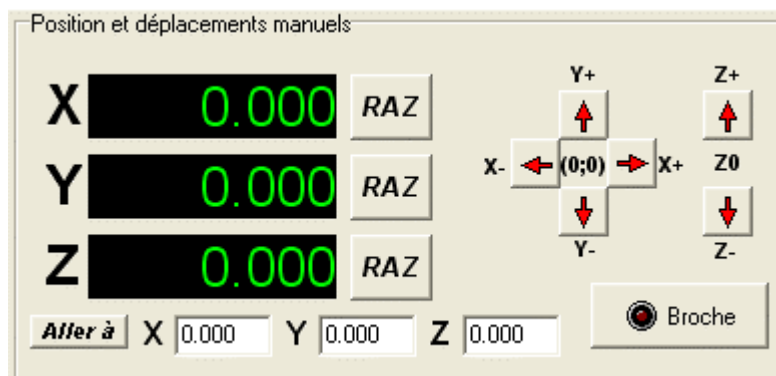 Position et déplacements manuels
X 0.000 RAZ
Y 0.000 RAZ
Z 0.000 RAZ
Y+
X- (0;0) X+
Y-
Z+
Z0
Z-
Aller à X 0.000 Y 0.000 Z 0.000
Broche